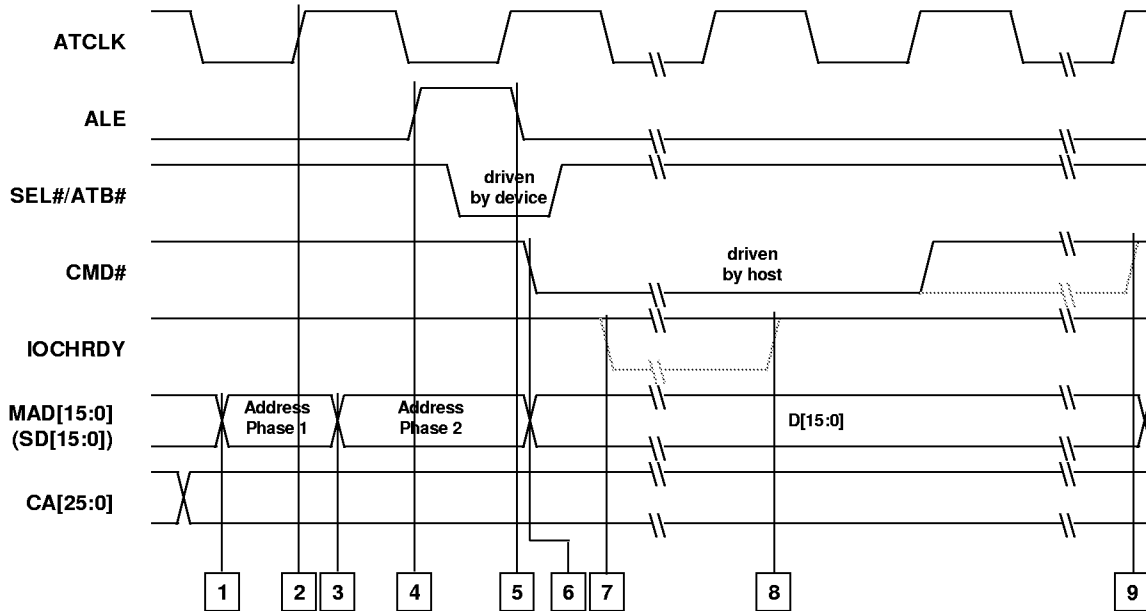 ATCLK
ALE
SEL#/ATB#
driven
by device
CMD#
driven
by host
IOCHRDY
MAD[15:0]
(SD[15:0])
Address
Phase 1
Address
Phase 2
D[15:0]
CA[25:0]
1
2
3
4
5
6
7
8
9